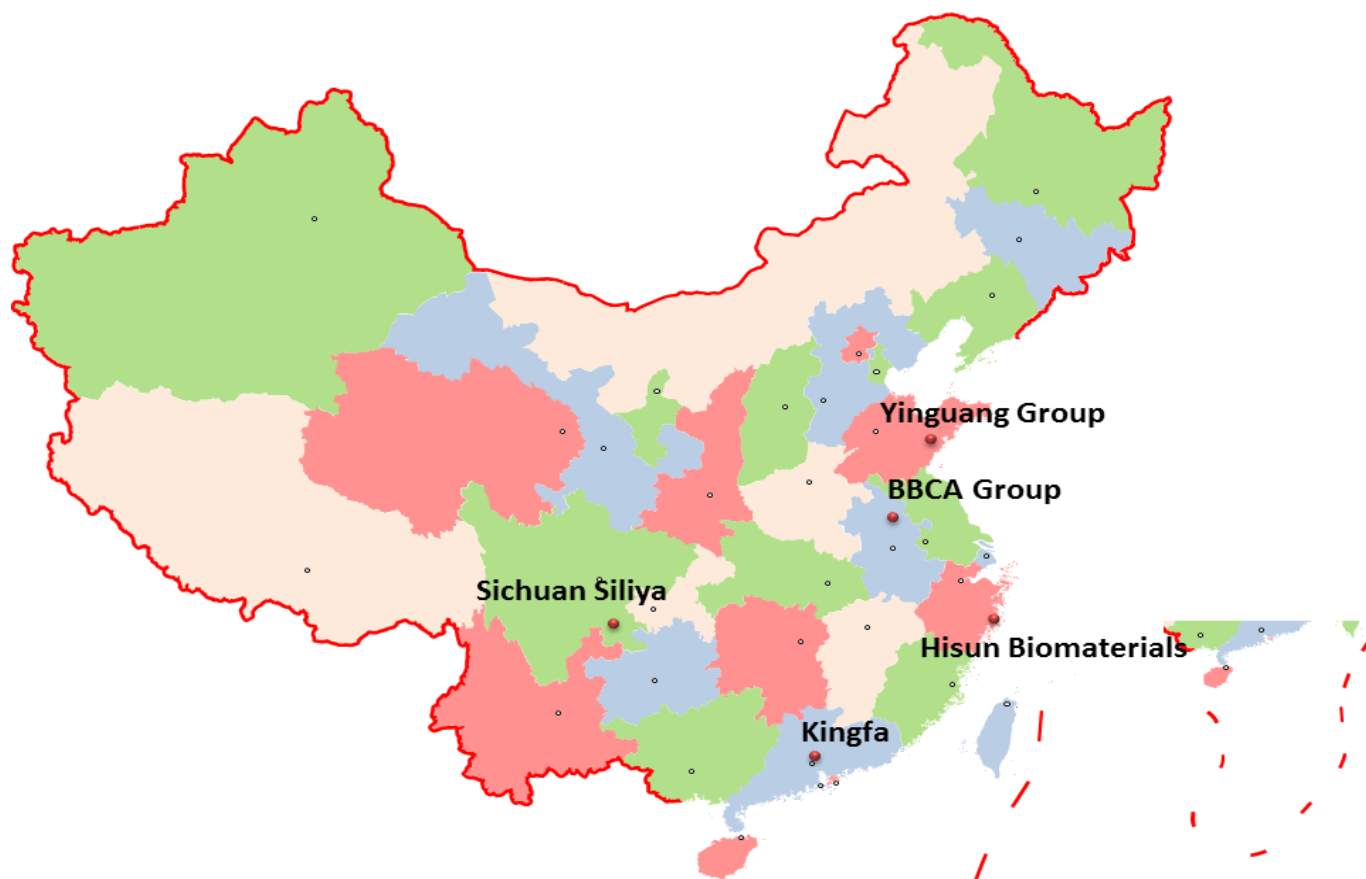 Yinguang Group
BBCA Group
Sichuan Siliya
Hisun Biomaterials
Kingfa